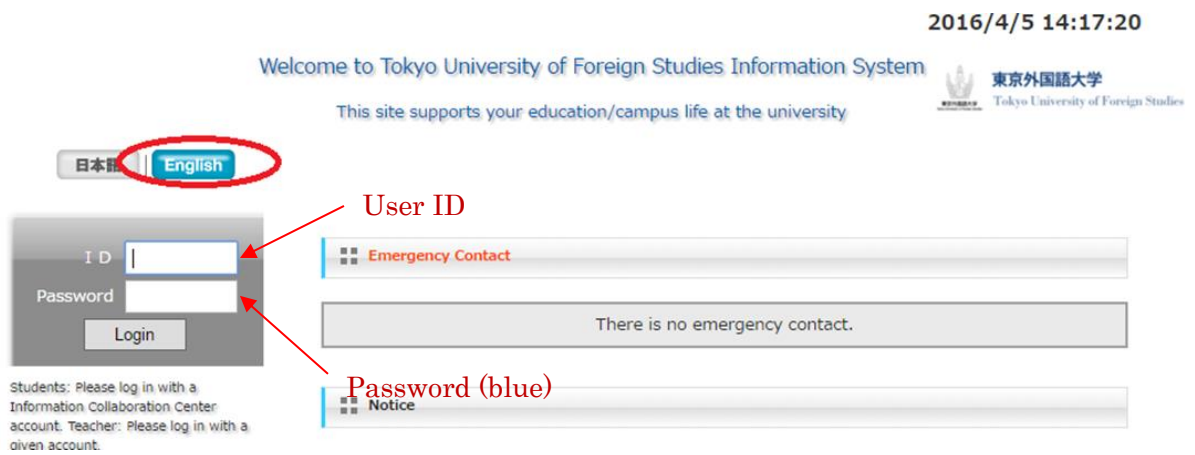 2016/4/5 14:17:20
Welcome to Tokyo University of Foreign Studies Information System
This site supports your education/campus life at the university
東京外国語大学
Tokyo University of Foreign Studies
日本語 | English
User ID
I D
Password
Login
Emergency Contact
There is no emergency contact.
Password (blue)
Notice
Students: Please log in with a
Information Collaboration Center
account. Teacher: Please log in with a
given account.